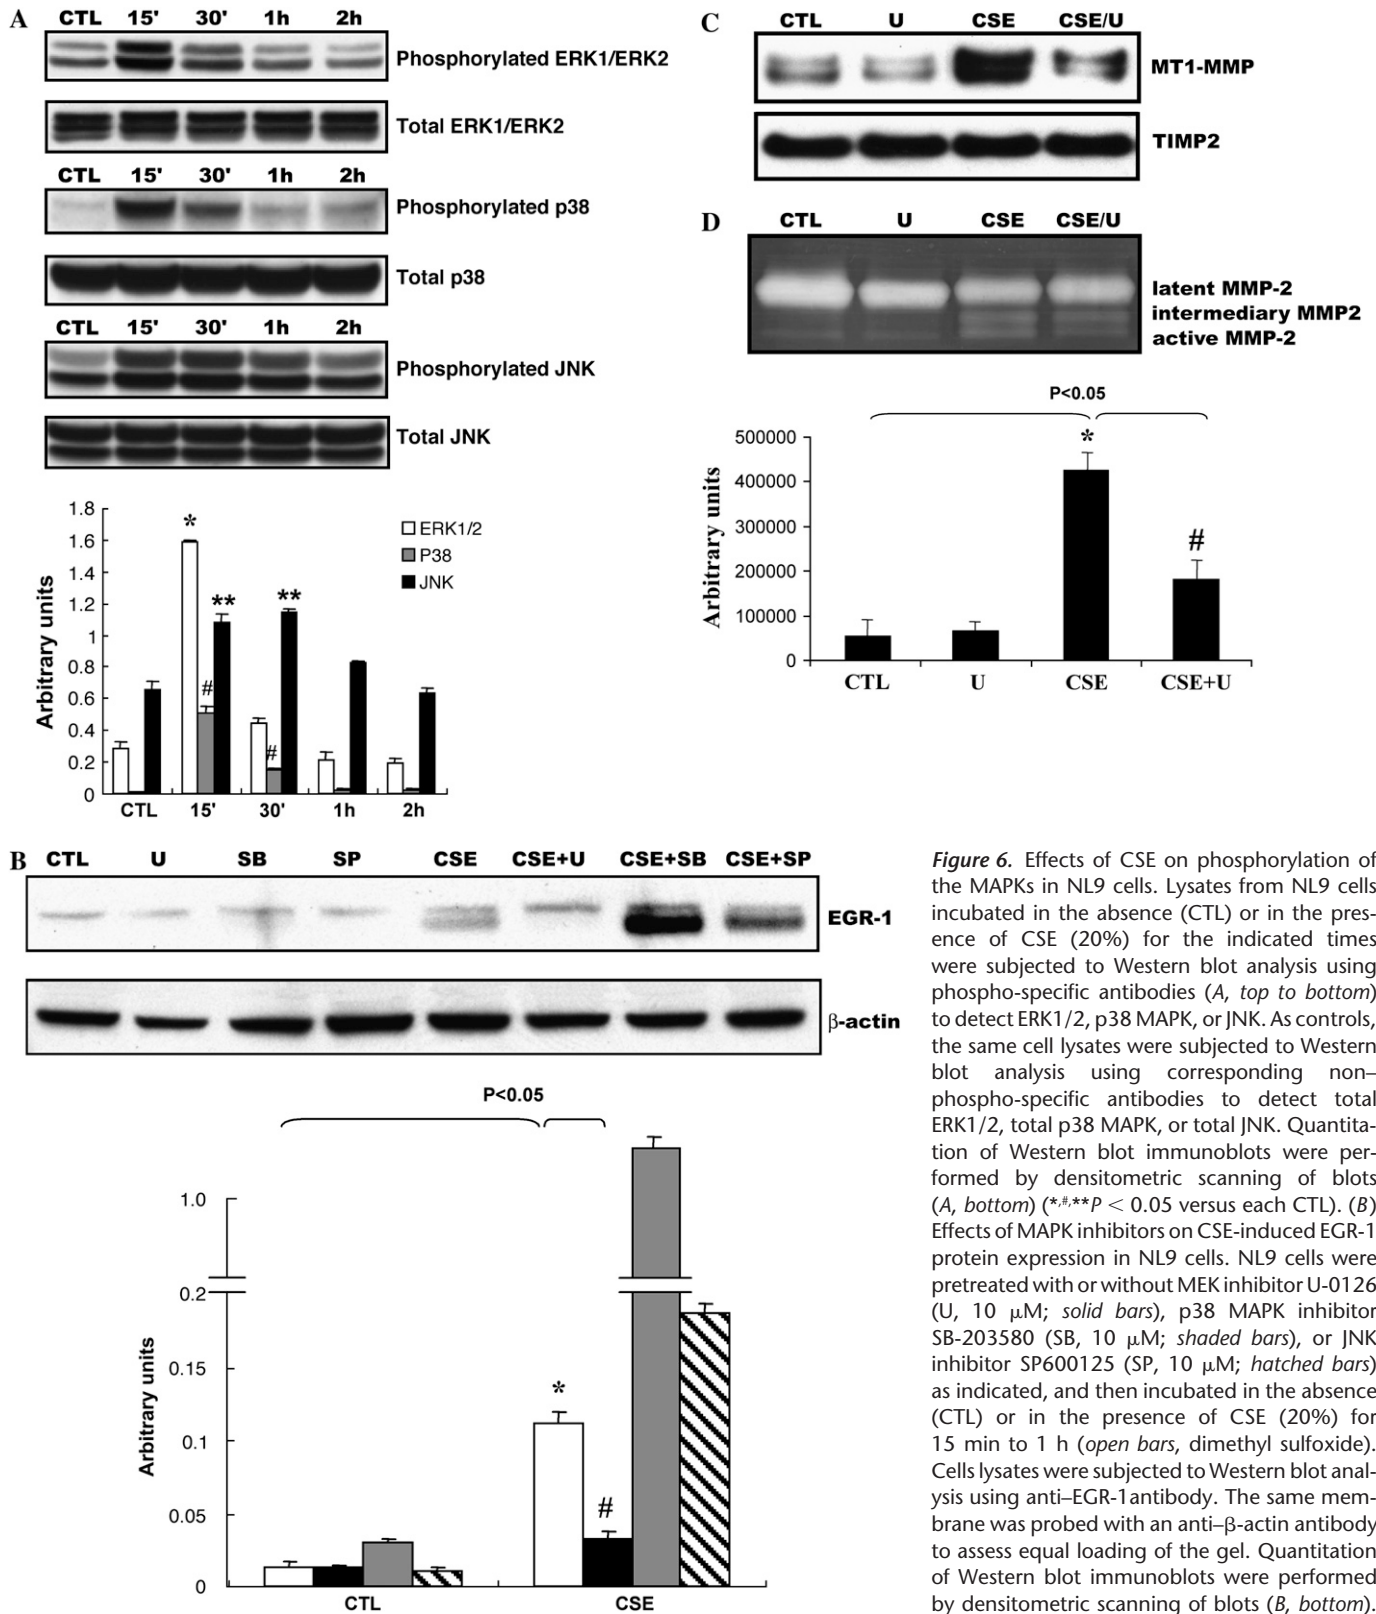 A
CTL 15' 30' 1h 2h
Phosphorylated ERK1/ERK2
Total ERK1/ERK2
CTL 15' 30' 1h 2h
Phosphorylated p38
Total p38
CTL 15' 30' 1h 2h
Phosphorylated JNK
Total JNK
1.8
1.6
1.4
1.2
1
0.8
0.6
0.4
0.2
0
Arbitrary units
*
#
**
#
**
ERK1/2
P38
JNK
CTL 15' 30' 1h 2h
C
CTL U CSE CSE/U
MT1-MMP
TIMP2
D
CTL U CSE CSE/U
latent MMP-2
intermediary MMP2
active MMP-2
P<0.05
500000
400000
300000
200000
100000
0
Arbitrary units
*
#
CTL U CSE CSE+U
B
CTL U SB SP CSE CSE+U CSE+SB CSE+SP
EGR-1
β-actin
P<0.05
1.0
0.2
0.15
0.1
0.05
0
Arbitrary units
*
#
CTL CSE
Figure 6. Effects of CSE on phosphorylation of
the MAPKs in NL9 cells. Lysates from NL9 cells
incubated in the absence (CTL) or in the pres-
ence of CSE (20%) for the indicated times
were subjected to Western blot analysis using
phospho-specific antibodies (A, top to bottom)
to detect ERK1/2, p38 MAPK, or JNK. As controls,
the same cell lysates were subjected to Western
blot analysis using corresponding non–
phospho-specific antibodies to detect total
ERK1/2, total p38 MAPK, or total JNK. Quantita-
tion of Western blot immunoblots were per-
formed by densitometric scanning of blots
(A, bottom) (*,#,**P < 0.05 versus each CTL). (B)
Effects of MAPK inhibitors on CSE-induced EGR-1
protein expression in NL9 cells. NL9 cells were
pretreated with or without MEK inhibitor U-0126
(U, 10 μM; solid bars), p38 MAPK inhibitor
SB-203580 (SB, 10 μM; shaded bars), or JNK
inhibitor SP600125 (SP, 10 μM; hatched bars)
as indicated, and then incubated in the absence
(CTL) or in the presence of CSE (20%) for
15 min to 1 h (open bars, dimethyl sulfoxide).
Cells lysates were subjected to Western blot anal-
ysis using anti–EGR-1antibody. The same mem-
brane was probed with an anti–β-actin antibody
to assess equal loading of the gel. Quantitation
of Western blot immunoblots were performed
by densitometric scanning of blots (B, bottom).